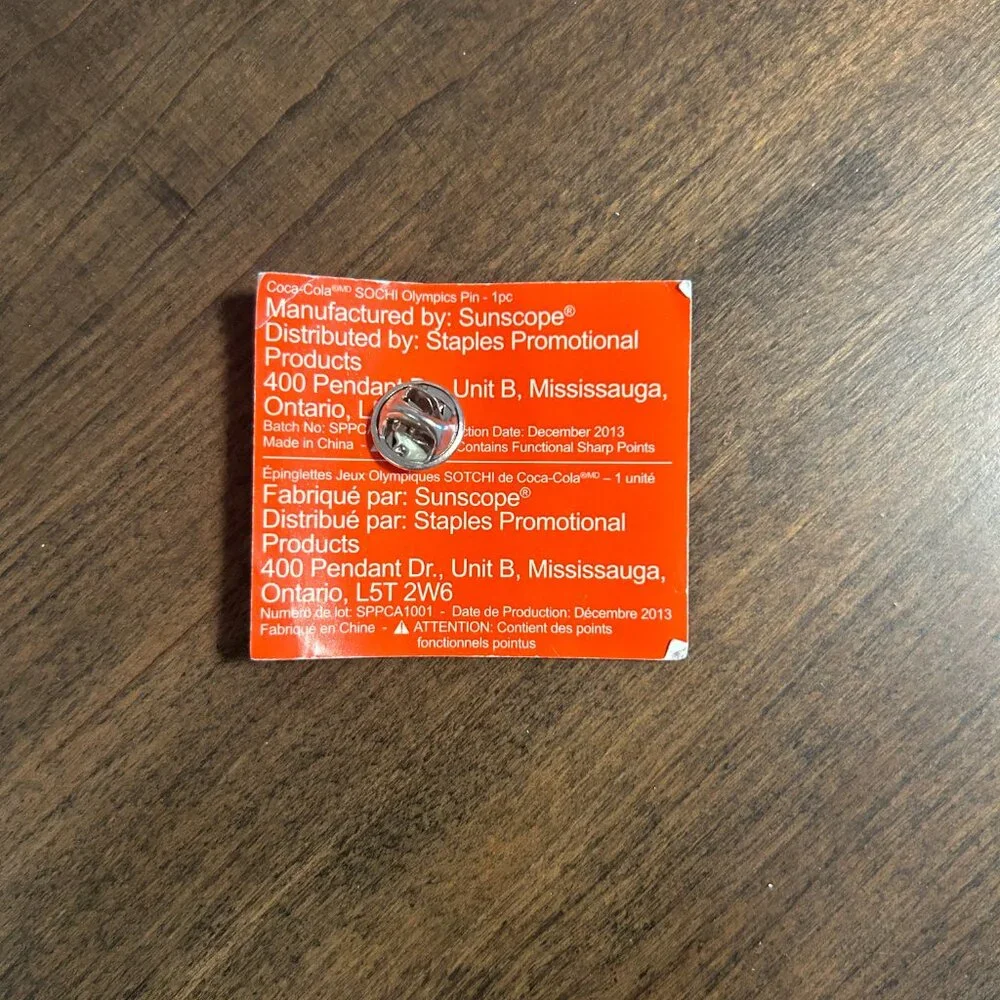 Coca-Cola®MD SOCHI Olympics Pin - 1pc
Manufactured by: Sunscope®
Distributed by: Staples Promotional
Products
400 Pendant Unit B, Mississauga,
Ontario,
Batch No: Date: December 2013
Made in China - Contains Functional Sharp Points
Épinglettes Jeux Olympiques SOTCHI de Coca-Cola®MD – 1 unité
Fabriqué par: Sunscope®
Distribué par: Staples Promotional
Products
400 Pendant Dr., Unit B, Mississauga,
Ontario, L5T 2W6
Numéro de lot: SPPCA1001 - Date de Production: Décembre 2013
Fabriqué en Chine - ⚠ ATTENTION: Contient des points
fonctionnels pointus